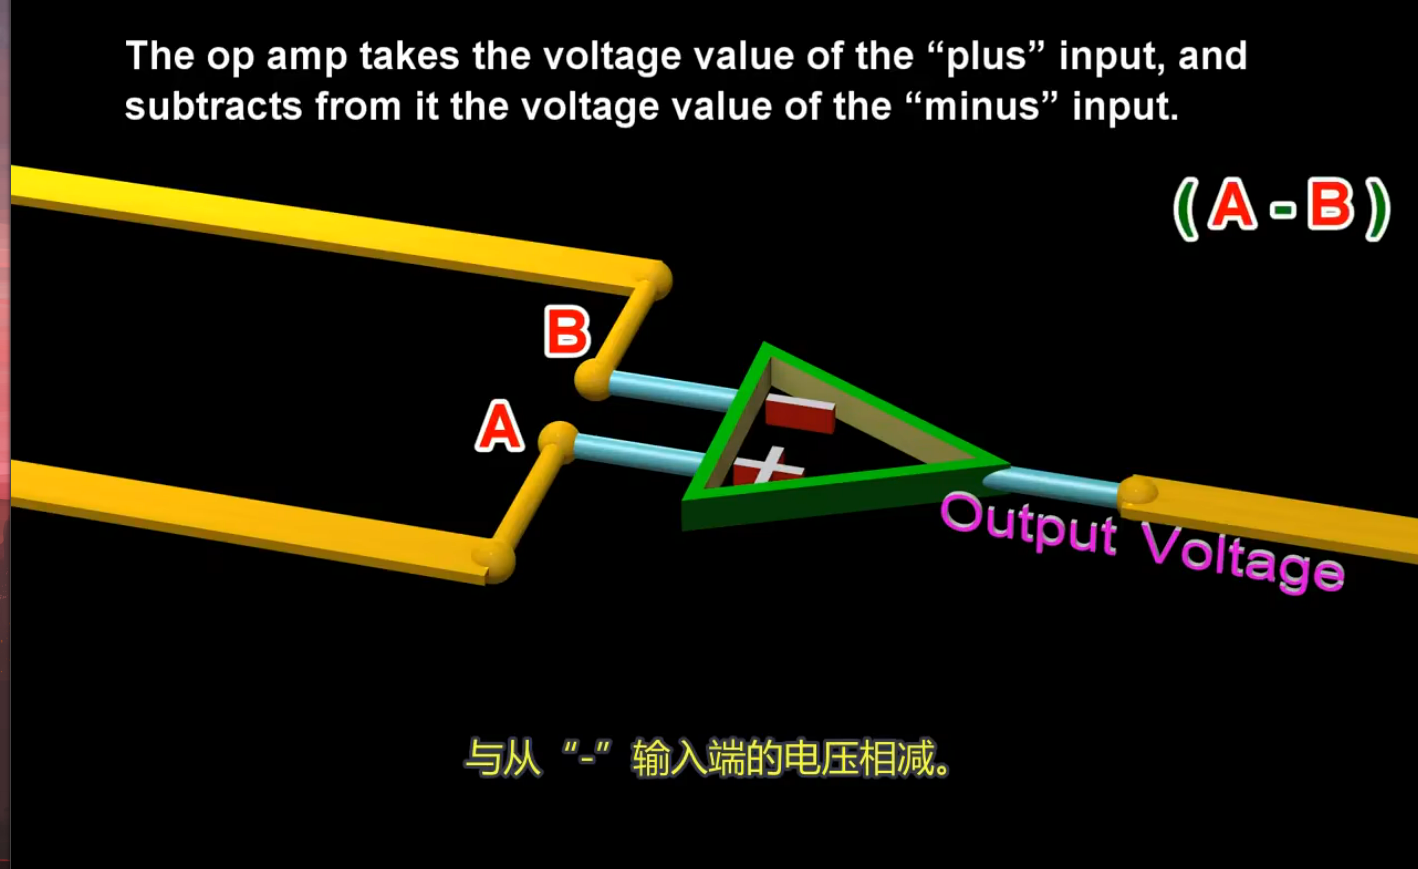 The op amp takes the voltage value of the “plus” input, and
subtracts from it the voltage value of the “minus” input.
(A-B)
B
A
Output Voltage
与从“-”输入端的电压相减。